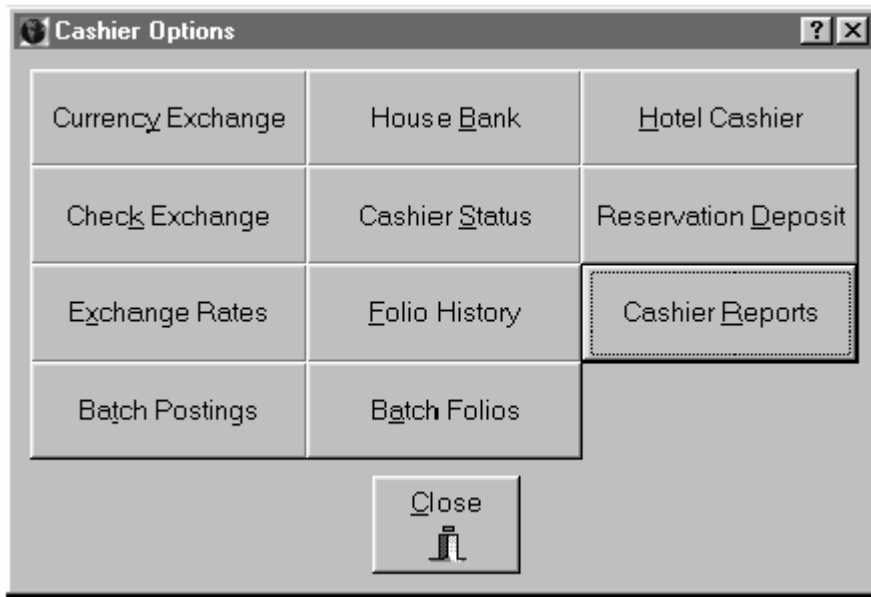 Cashier Options
Currency Exchange
House Bank
Hotel Cashier
Check Exchange
Cashier Status
Reservation Deposit
Exchange Rates
Folio History
Cashier Reports
Batch Postings
Batch Folios
Close